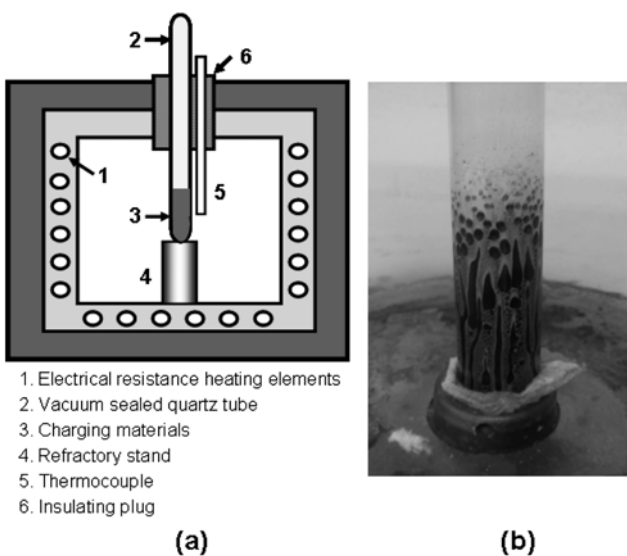 2
6
1
5
3
4
1. Electrical resistance heating elements
2. Vacuum sealed quartz tube
3. Charging materials
4. Refractory stand
5. Thermocouple
6. Insulating plug
(a)
(b)